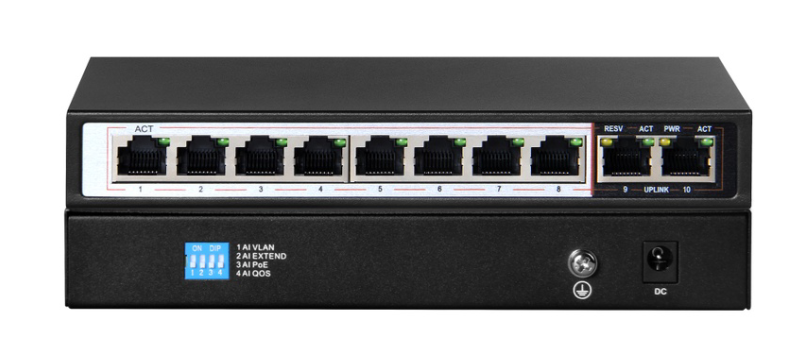 ACT RESV ACT PWR ACT
1 2 3 4 5 6 7 8 9 UPLINK 10
ON DIP
1 2 3 4
1 AI VLAN
2 AI EXTEND
3 AI PoE
4 AI QOS
DC